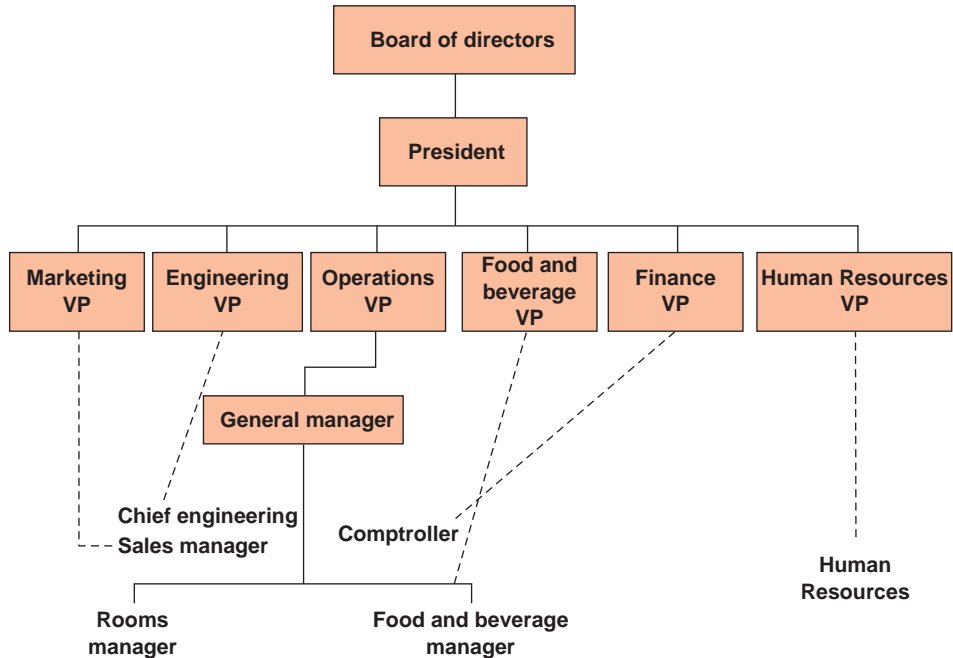 Board of directors
President
Marketing
VP
Engineering
VP
Operations
VP
Food and
beverage
VP
Finance
VP
Human Resources
VP
General manager
Chief engineering
Sales manager
Comptroller
Human
Resources
Rooms
manager
Food and beverage
manager